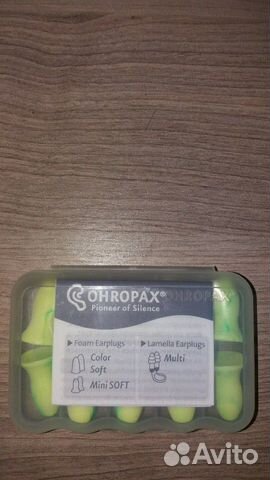 OHROPAX
Pioneer of Silence
Foam Earplugs
Color
Soft
Mini SOFT
Lamella Earplugs
Multi
Avito